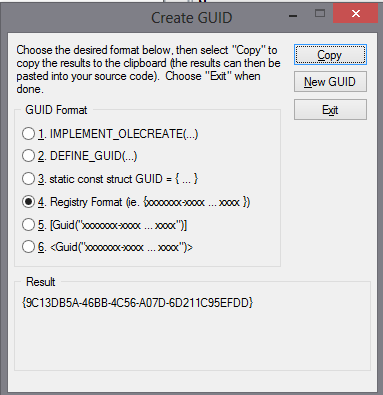 Create GUID
Choose the desired format below, then select "Copy" to
copy the results to the clipboard (the results can then be
pasted into your source code). Choose "Exit" when
done.
Copy
New GUID
Exit
GUID Format
1. IMPLEMENT_OLECREATE(...)
2. DEFINE_GUID(...)
3. static const struct GUID = { ... }
4. Registry Format (ie. {xxxxxxx-xxxx ... xxxx })
5. [Guid("xxxxxxx-xxxx ... xxxx")]
6. <Guid("xxxxxxx-xxxx ... xxxx")>
Result
{9C13DB5A-46BB-4C56-A07D-6D211C95EFDD}